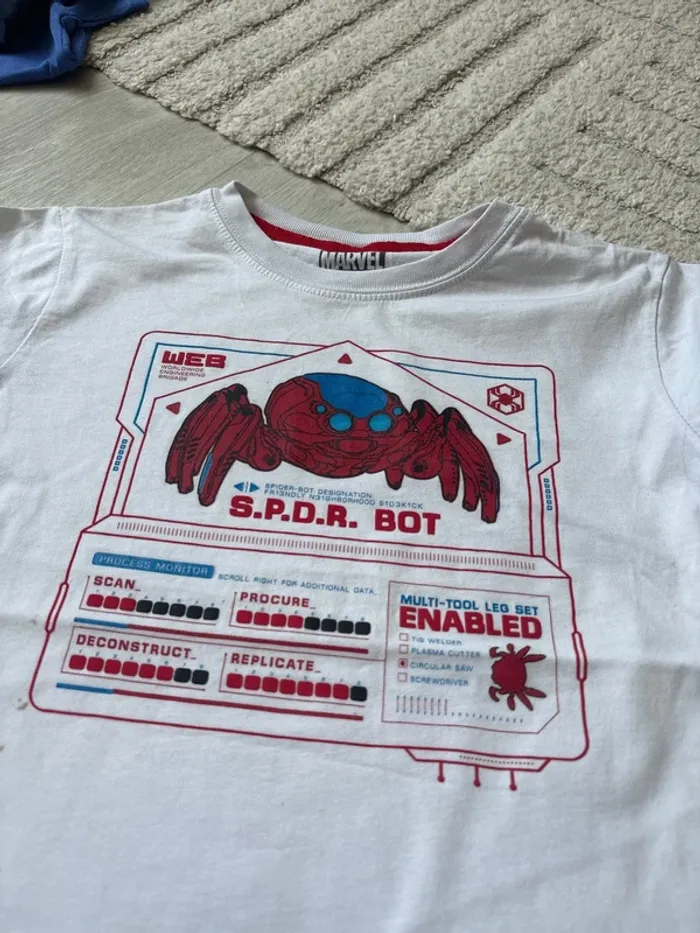 MARVEL
WEB
WORLDWIDE
ENGINEERING
BRIGADE
SPIDER-BOT DESIGNATION:
FR13NDLY N31GHBORHOOD S1D3K1CK
S.P.D.R. BOT
PROCESS MONITOR
SCROLL RIGHT FOR ADDITIONAL DATA.
SCAN_
PROCURE_
DECONSTRUCT_
REPLICATE_
MULTI-TOOL LEG SET
ENABLED
TIG WELDER
PLASMA CUTTER
CIRCULAR SAW
SCREWDRIVER